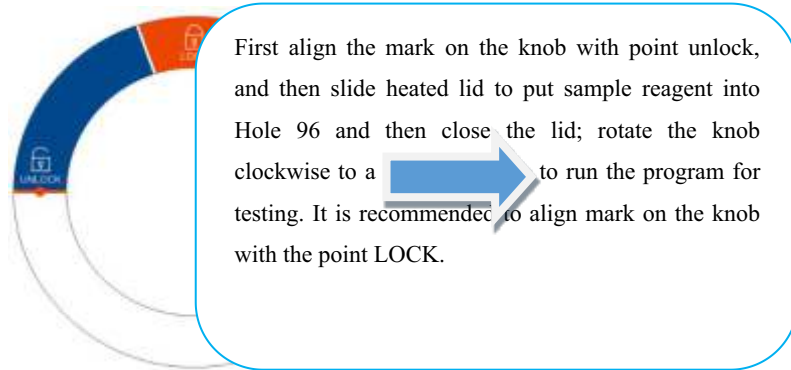 First align the mark on the knob with point unlock,
and then slide heated lid to put sample reagent into
Hole 96 and then close the lid; rotate the knob
clockwise to a to run the program for
testing. It is recommended to align mark on the knob
with the point LOCK.
UNLOCK